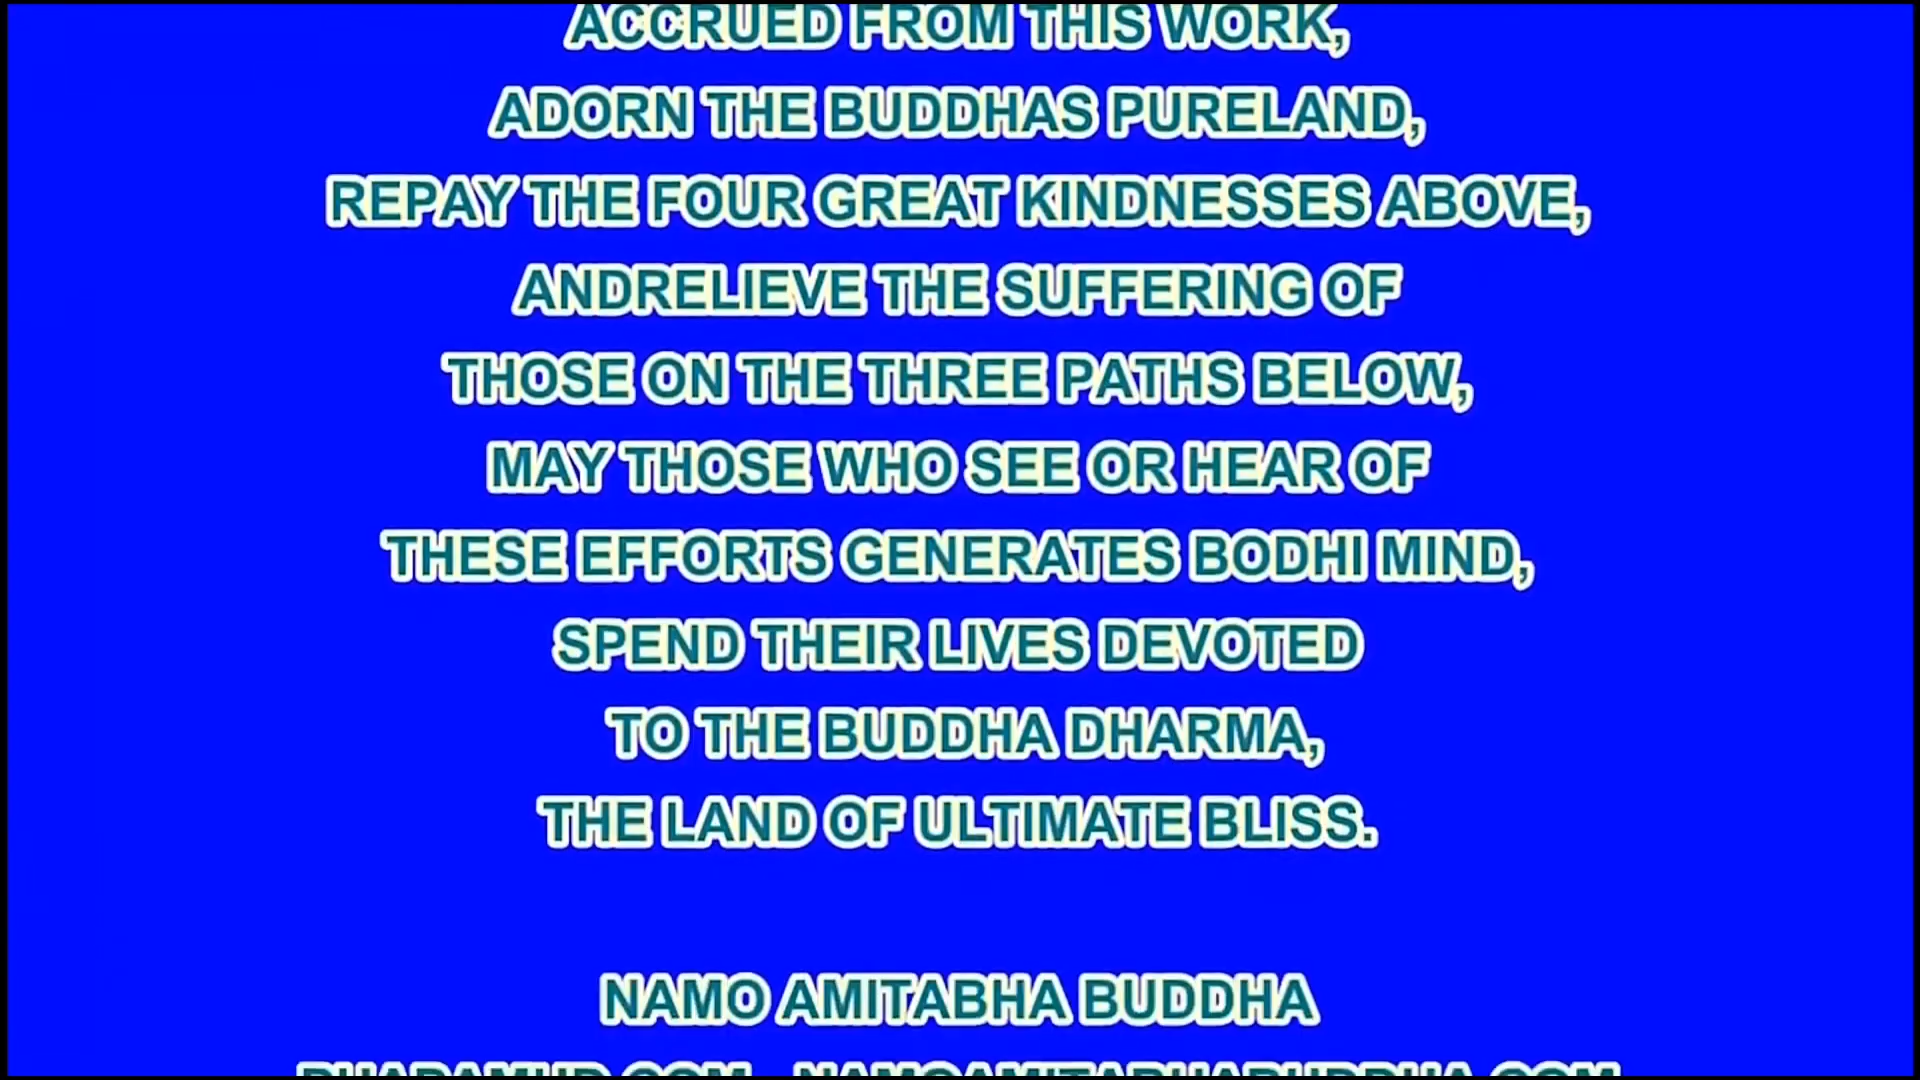 ACCRUED FROM THIS WORK,
ADORN THE BUDDHAS PURELAND,
REPAY THE FOUR GREAT KINDNESSES ABOVE,
ANDRELIEVE THE SUFFERING OF
THOSE ON THE THREE PATHS BELOW,
MAY THOSE WHO SEE OR HEAR OF
THESE EFFORTS GENERATES BODHI MIND,
SPEND THEIR LIVES DEVOTED
TO THE BUDDHA DHARMA,
THE LAND OF ULTIMATE BLISS.
NAMO AMITABHA BUDDHA